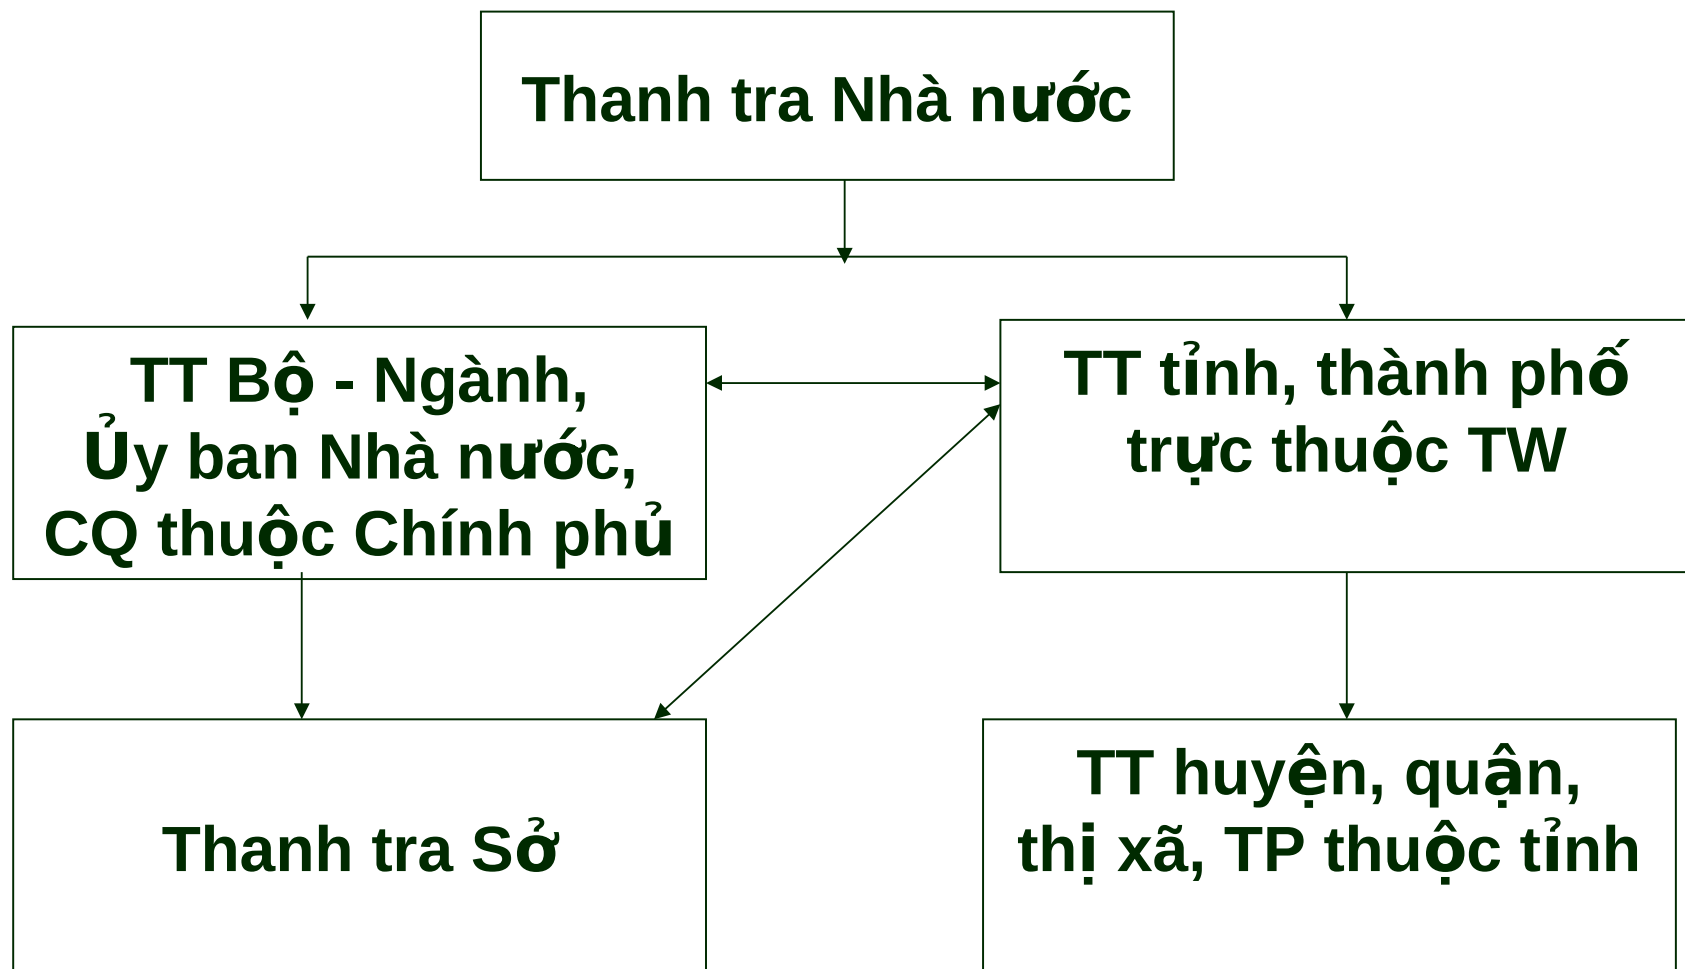 Thanh tra Nhà nước
TT Bộ - Ngành,
Ủy ban Nhà nước,
CQ thuộc Chính phủ
TT tỉnh, thành phố
trực thuộc TW
Thanh tra Sở
TT huyện, quận,
thị xã, TP thuộc tỉnh